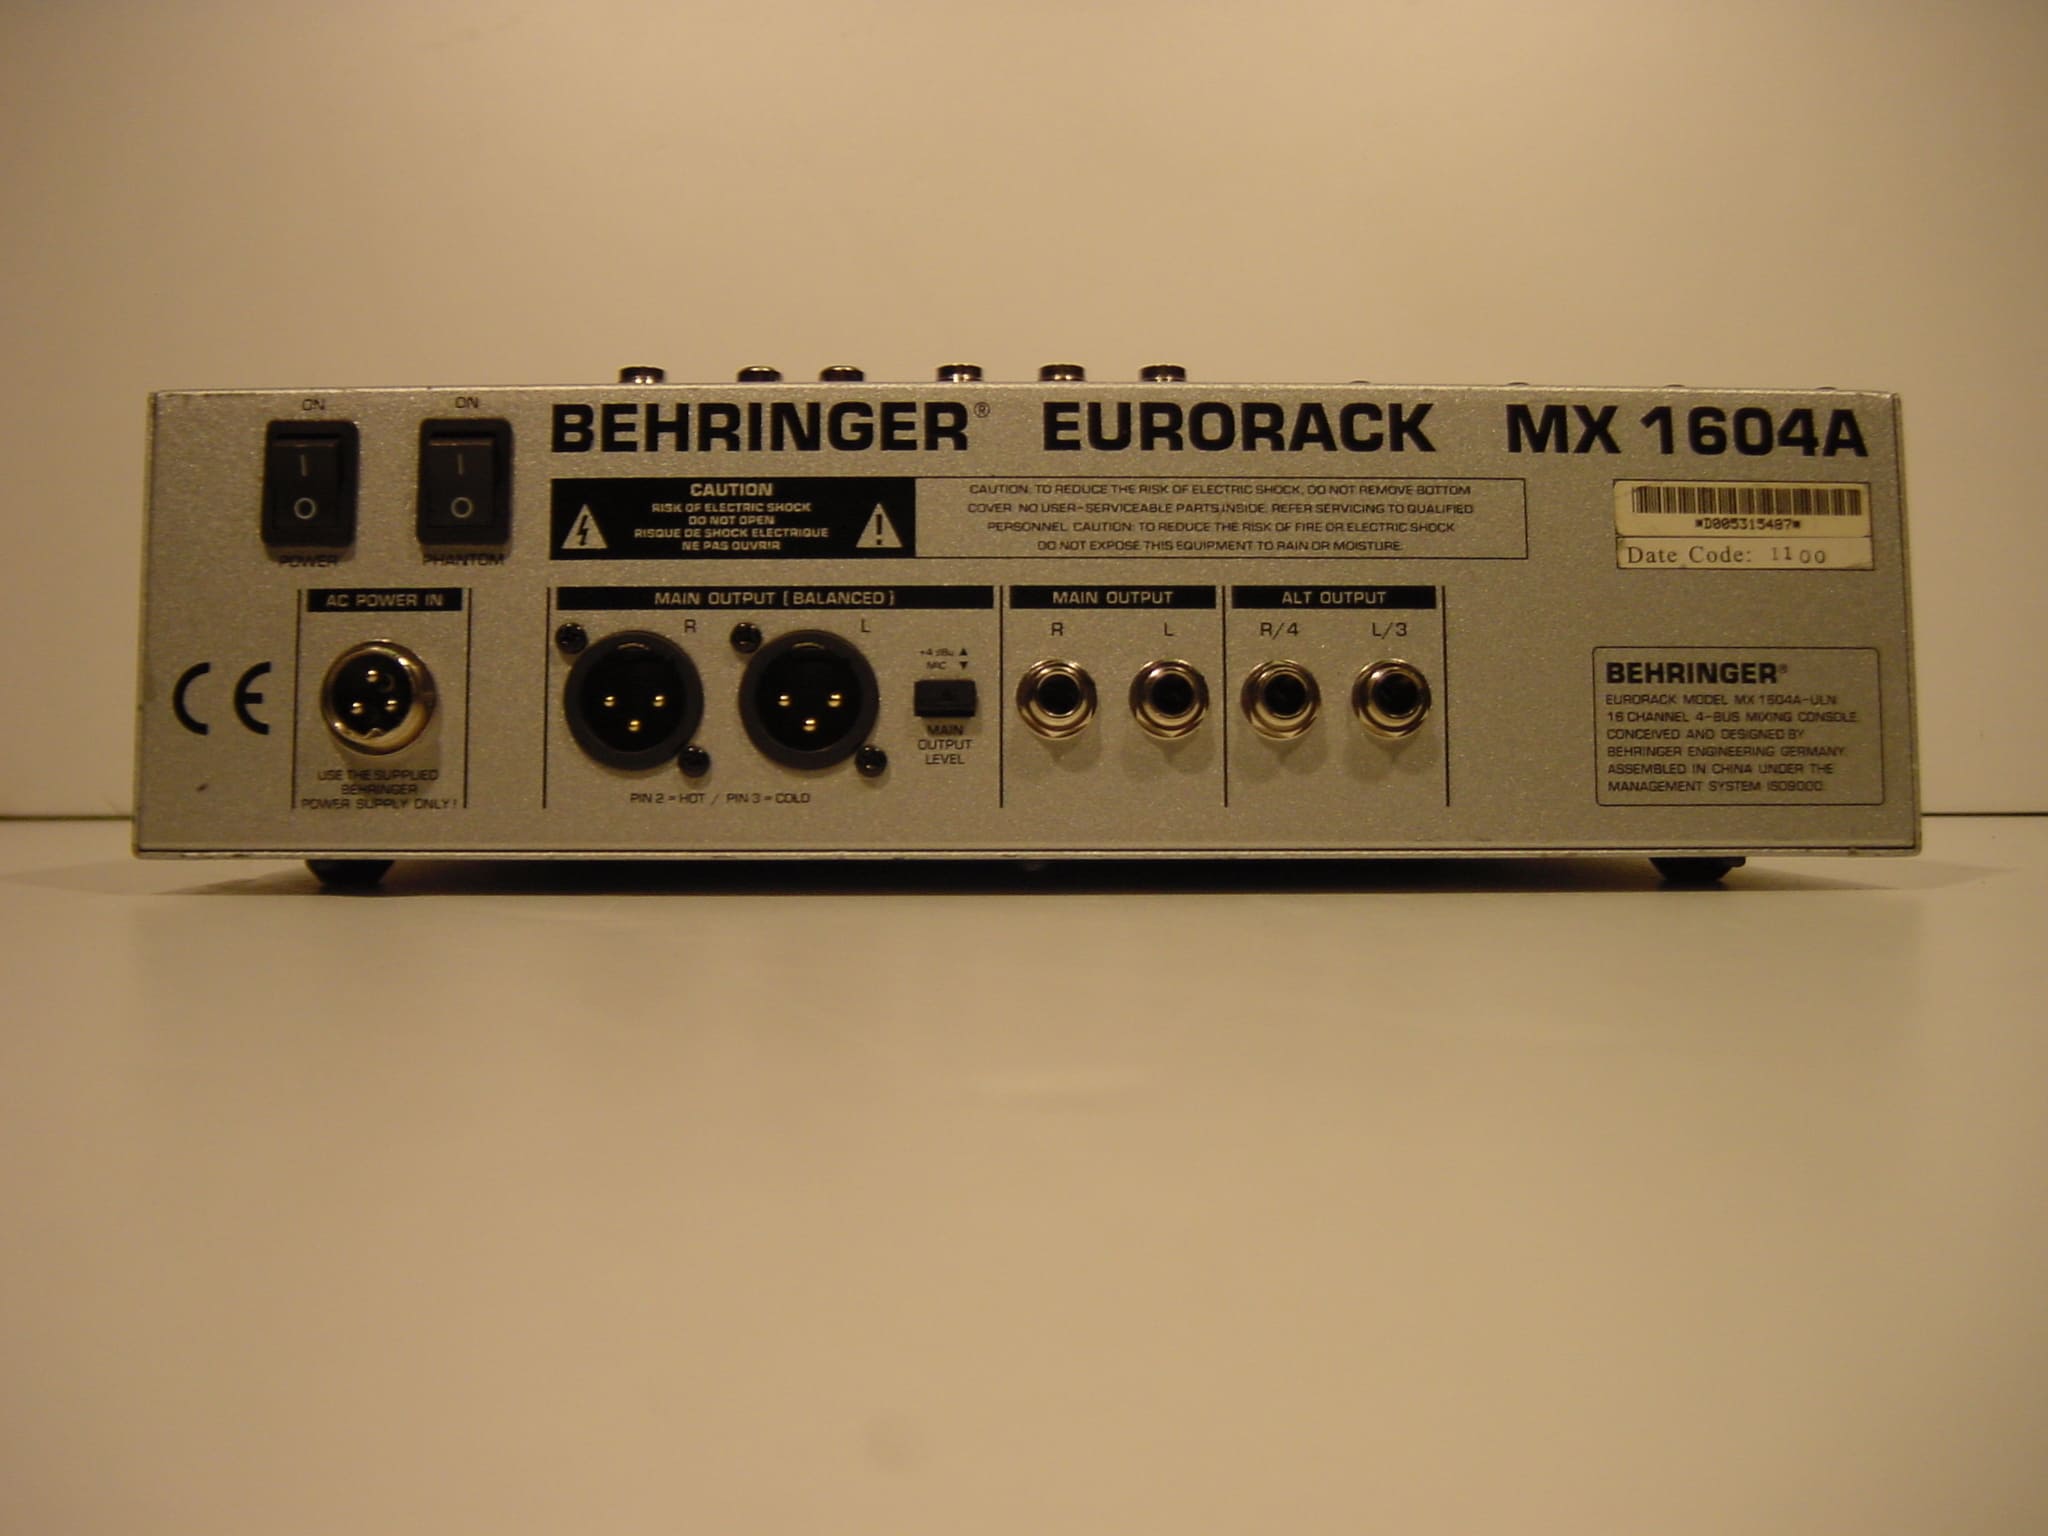 BEHRINGER® EURORACK MX 1604A
ON
I
O
POWER
ON
I
O
PHANTOM
CAUTION
RISK OF ELECTRIC SHOCK
DO NOT OPEN
RISQUE DE SHOCK ELECTRIQUE
NE PAS OUVRIR
CAUTION: TO REDUCE THE RISK OF ELECTRIC SHOCK, DO NOT REMOVE BOTTOM
COVER. NO USER-SERVICEABLE PARTS INSIDE. REFER SERVICING TO QUALIFIED
PERSONNEL. CAUTION: TO REDUCE THE RISK OF FIRE OR ELECTRIC SHOCK
DO NOT EXPOSE THIS EQUIPMENT TO RAIN OR MOISTURE.
*D005315487*
Date Code: 1100
CE
AC POWER IN
USE THE SUPPLIED
BEHRINGER
POWER SUPPLY ONLY!
MAIN OUTPUT [BALANCED]
R
L
PIN 2 = HOT / PIN 3 = COLD
+4 dBu ▲
MIC ▼
MAIN
OUTPUT
LEVEL
MAIN OUTPUT
R L
ALT OUTPUT
R/4 L/3
BEHRINGER®
EURORACK MODEL MX 1604A-ULN
16 CHANNEL 4-BUS MIXING CONSOLE.
CONCEIVED AND DESIGNED BY
BEHRINGER ENGINEERING GERMANY.
ASSEMBLED IN CHINA UNDER THE
MANAGEMENT SYSTEM ISO9000.